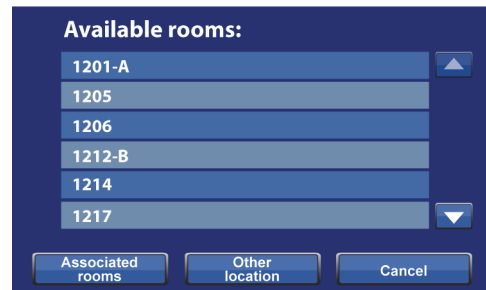 Available rooms:
1201-A
1205
1206
1212-B
1214
1217
Associated
rooms
Other
location
Cancel